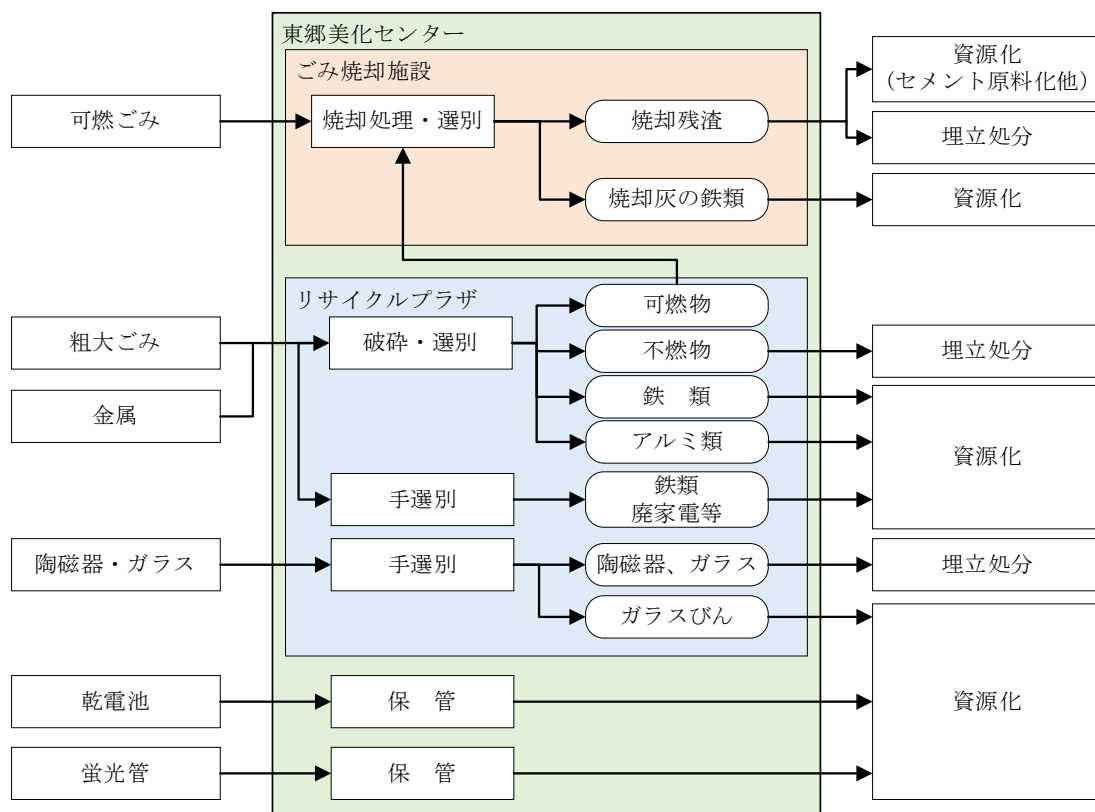 東郷美化センター
ごみ焼却施設
可燃ごみ
焼却処理・選別
焼却残渣
資源化
（セメント原料化他）
埋立処分
焼却灰の鉄類
資源化
リサイクルプラザ
粗大ごみ
金属
破砕・選別
可燃物
不燃物
埋立処分
鉄　類
アルミ類
資源化
手選別
鉄類
廃家電等
陶磁器・ガラス
手選別
陶磁器、ガラス
埋立処分
ガラスびん
乾電池
保　管
資源化
蛍光管
保　管